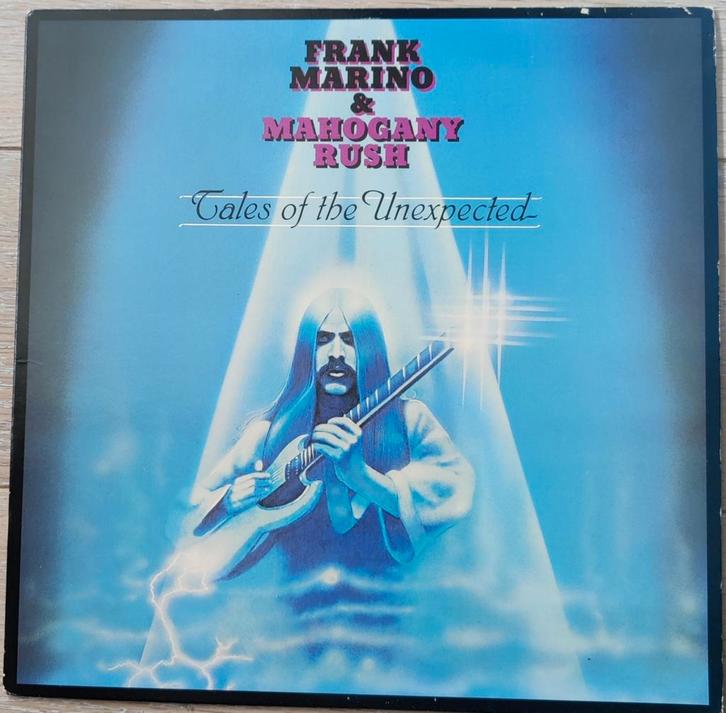 FRANK
MARINO
&
MAHOGANY
RUSH
Tales of the Unexpected